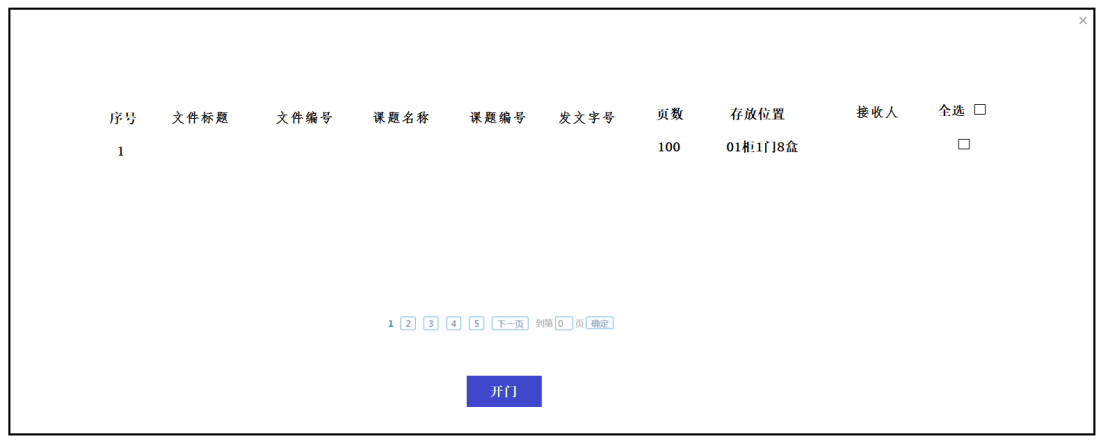 ×
序号 文件标题 文件编号 课题名称 课题编号 发文字号 页数 存放位置 接收人 全选
1 100 01柜1门8盒
1 2 3 4 5 下一页 到第 0 页 确定
开门